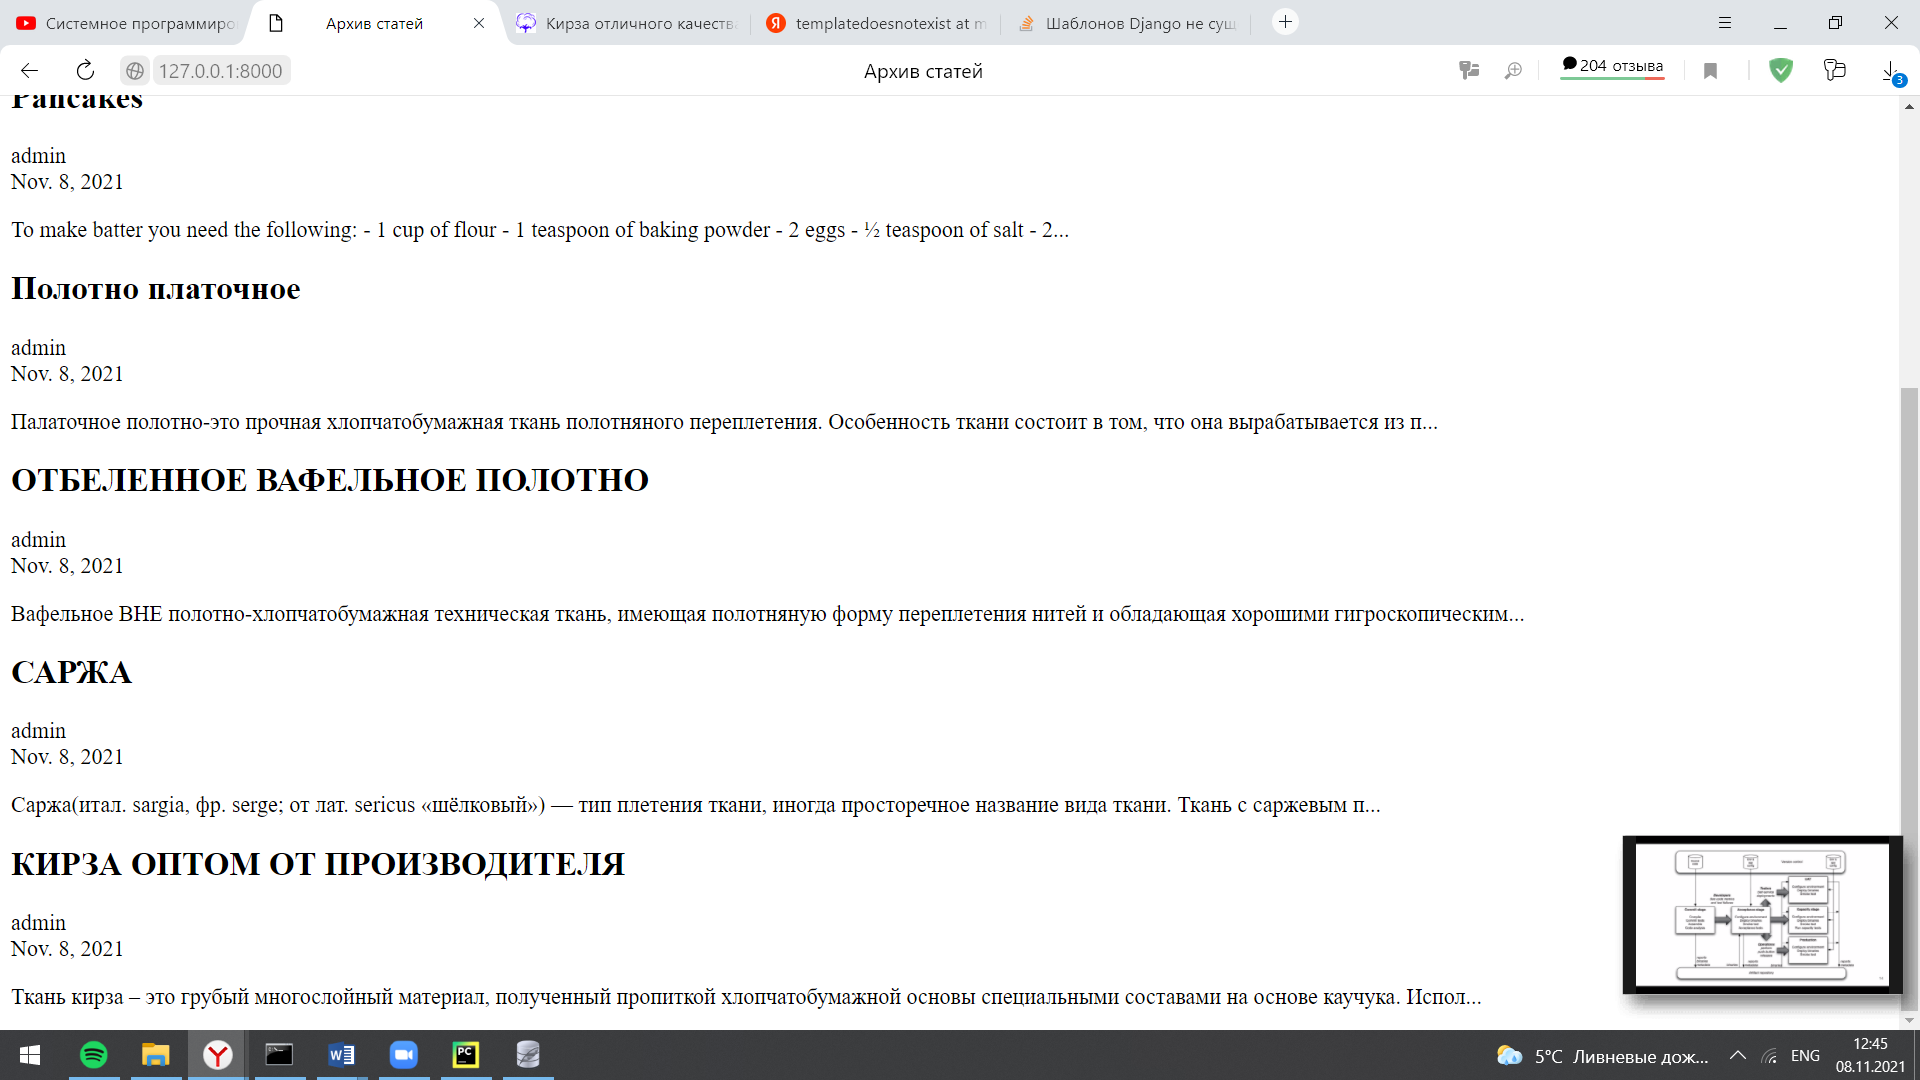 Системное программиро
Архив статей
Кирза отличного качества
templatedoesnotexist at m
Шаблонов Django не сущ
127.0.0.1:8000
Архив статей
204 отзыва
3
Pancakes
admin
Nov. 8, 2021
To make batter you need the following: - 1 cup of flour - 1 teaspoon of baking powder - 2 eggs - ½ teaspoon of salt - 2...
Полотно платочное
admin
Nov. 8, 2021
Палаточное полотно-это прочная хлопчатобумажная ткань полотняного переплетения. Особенность ткани состоит в том, что она вырабатывается из п...
ОТБЕЛЕННОЕ ВАФЕЛЬНОЕ ПОЛОТНО
admin
Nov. 8, 2021
Вафельное ВНЕ полотно-хлопчатобумажная техническая ткань, имеющая полотняную форму переплетения нитей и обладающая хорошими гигроскопическим...
САРЖА
admin
Nov. 8, 2021
Саржа(итал. sargia, фр. serge; от лат. sericus «шёлковый») — тип плетения ткани, иногда просторечное название вида ткани. Ткань с саржевым п...
КИРЗА ОПТОМ ОТ ПРОИЗВОДИТЕЛЯ
admin
Nov. 8, 2021
Ткань кирза – это грубый многослойный материал, полученный пропиткой хлопчатобумажной основы специальными составами на основе каучука. Испол...
5°C Ливневые дож...
ENG
12:45
08.11.2021